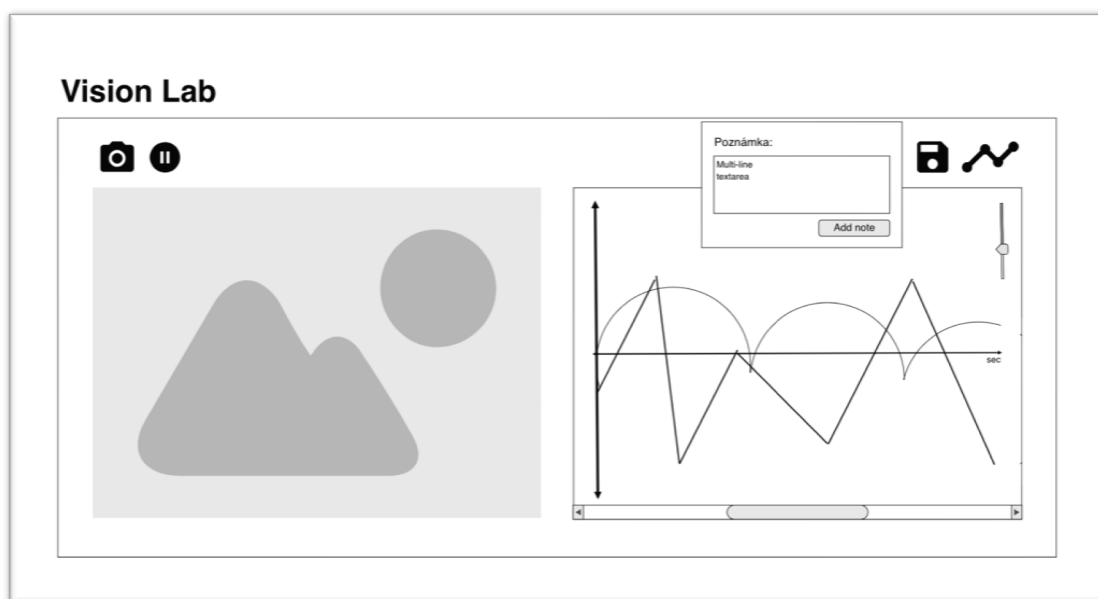 Vision Lab
Poznámka:
Multi-line
textarea
Add note
sec